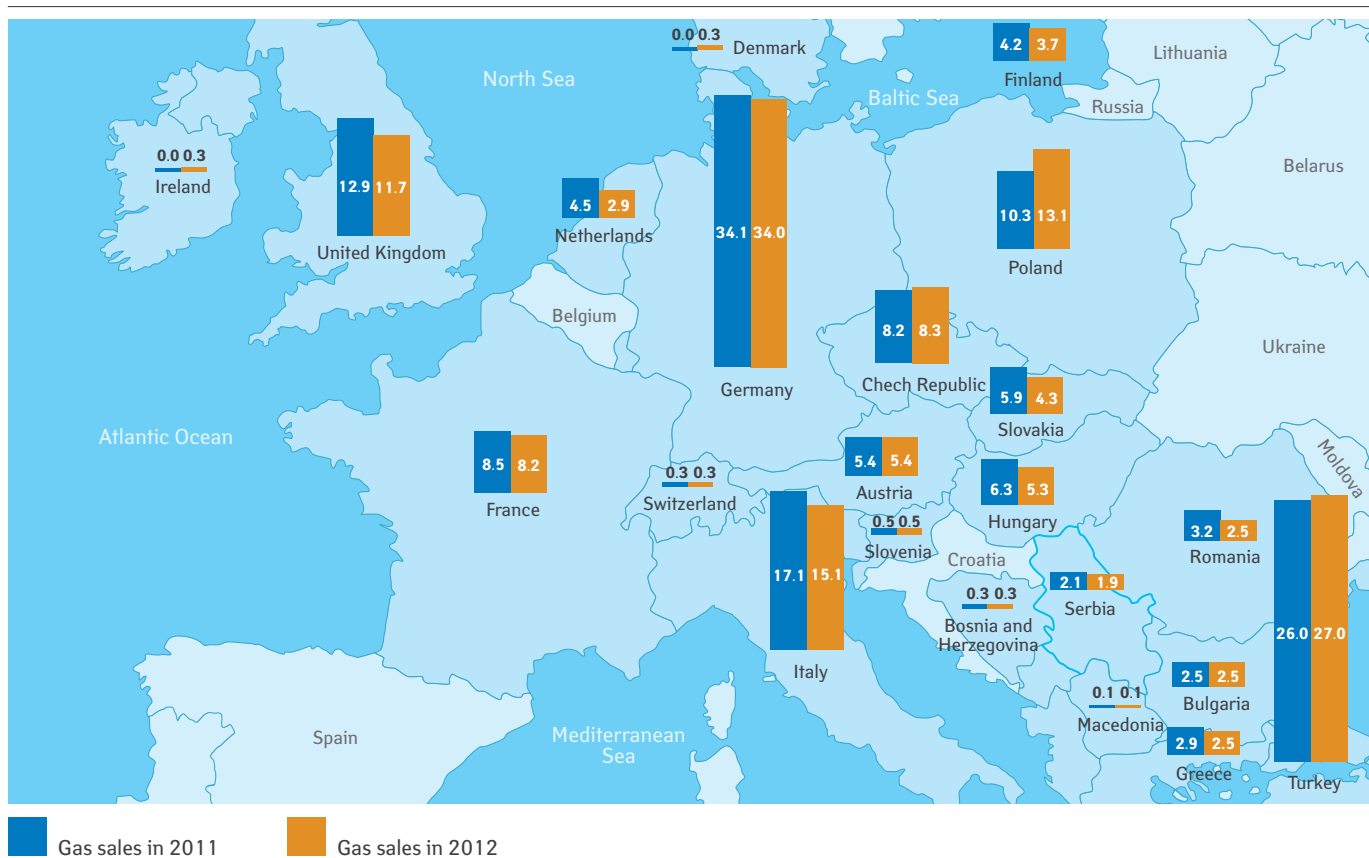 0.0 0.3
Denmark
4.2 3.7
Finland
Lithuania
North Sea
Baltic Sea
Russia
Belarus
0.0 0.3
Ireland
12.9 11.7
United Kingdom
4.5 2.9
Netherlands
34.1 34.0
Germany
10.3 13.1
Poland
Belgium
8.2 8.3
Chech Republic
Ukraine
5.9 4.3
Slovakia
Atlantic Ocean
8.5 8.2
France
0.3 0.3
Switzerland
5.4 5.4
Austria
6.3 5.3
Hungary
Moldova
17.1 15.1
Italy
0.5 0.5
Slovenia
Croatia
3.2 2.5
Romania
2.1 1.9
Serbia
0.3 0.3
Bosnia and
Herzegovina
26.0 27.0
Turkey
2.5 2.5
Bulgaria
0.1 0.1
Macedonia
2.9 2.5
Greece
Spain
Mediterranean
Sea
Gas sales in 2011
Gas sales in 2012